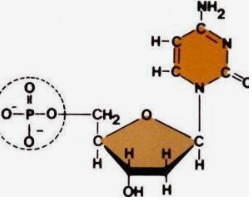 NH₂
H C C N
H C N C O
O
O⁻ P O CH₂ O
O⁻
C H H C
H C C H
OH H